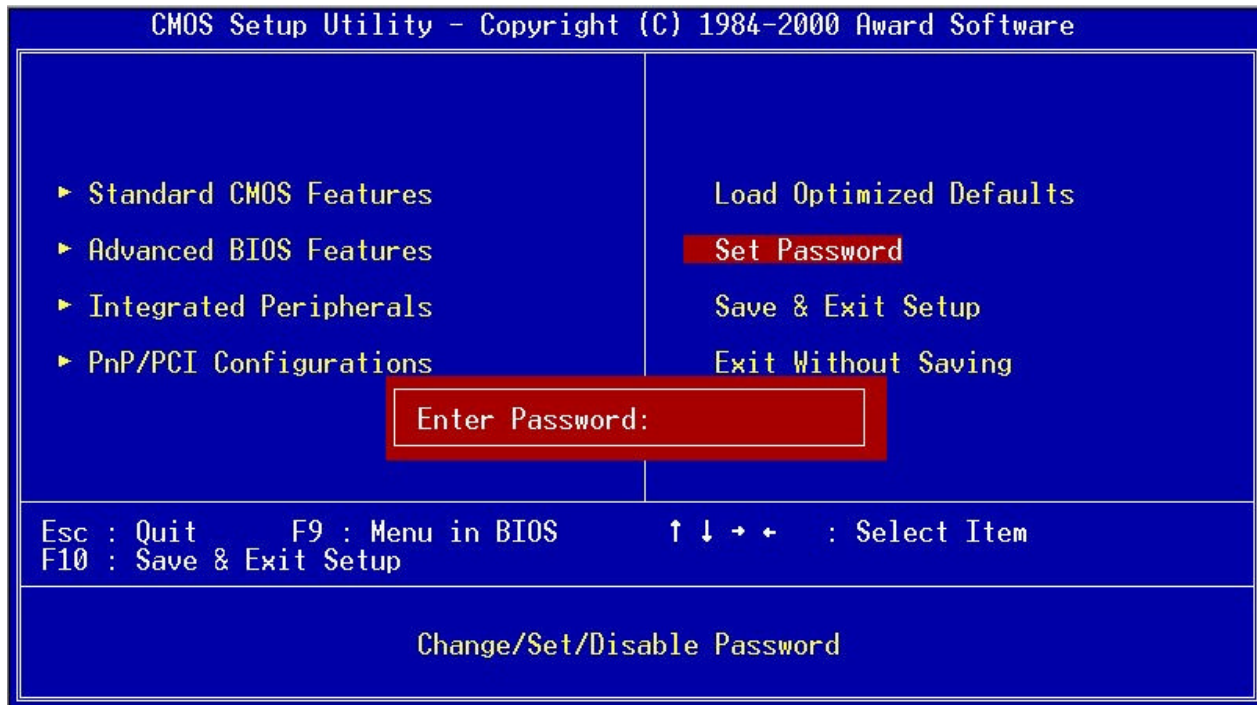 CMOS Setup Utility – Copyright (C) 1984–2000 Award Software
► Standard CMOS Features
► Advanced BIOS Features
► Integrated Peripherals
► PnP/PCI Configurations
Load Optimized Defaults
Set Password
Save & Exit Setup
Exit Without Saving
Enter Password:
Esc : Quit F9 : Menu in BIOS ↑ ↓ → ← : Select Item
F10 : Save & Exit Setup
Change/Set/Disable Password